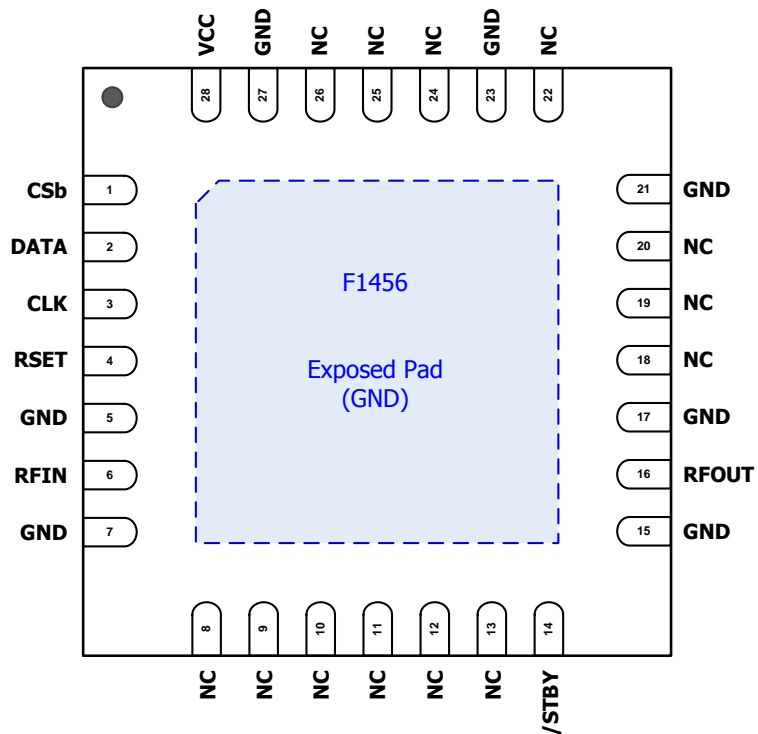 VCC GND NC NC NC GND NC
28 27 26 25 24 23 22
CSb 1
DATA 2
CLK 3
RSET 4
GND 5
RFIN 6
GND 7
F1456
Exposed Pad
(GND)
21 GND
20 NC
19 NC
18 NC
17 GND
16 RFOUT
15 GND
8 9 10 11 12 13 14
NC NC NC NC NC NC /STBY